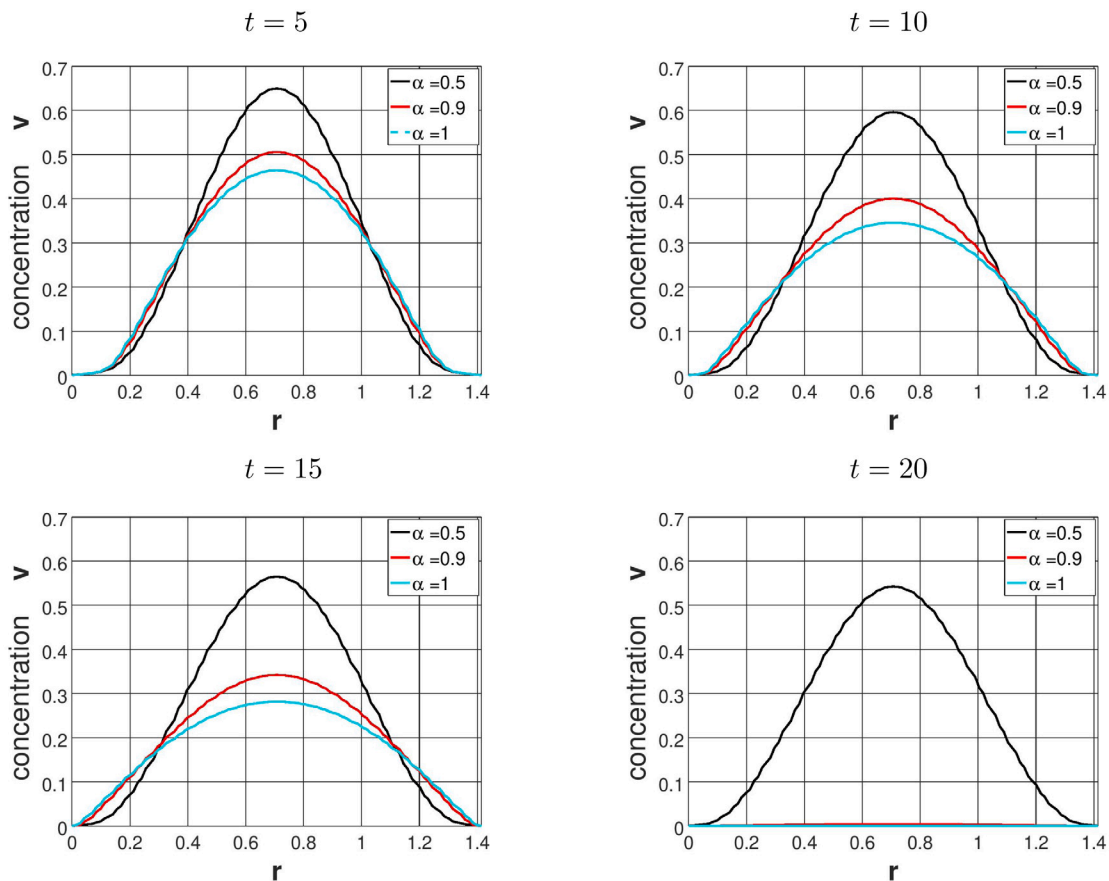 t = 5
0.7
0.6
0.5
0.4
0.3
0.2
0.1
0
concentration v
α =0.5
α =0.9
α =1
0 0.2 0.4 0.6 0.8 1 1.2 1.4
r
t = 10
0.7
0.6
0.5
0.4
0.3
0.2
0.1
0
concentration v
α =0.5
α =0.9
α =1
0 0.2 0.4 0.6 0.8 1 1.2 1.4
r
t = 15
0.7
0.6
0.5
0.4
0.3
0.2
0.1
0
concentration v
α =0.5
α =0.9
α =1
0 0.2 0.4 0.6 0.8 1 1.2 1.4
r
t = 20
0.7
0.6
0.5
0.4
0.3
0.2
0.1
0
concentration v
α =0.5
α =0.9
α =1
0 0.2 0.4 0.6 0.8 1 1.2 1.4
r